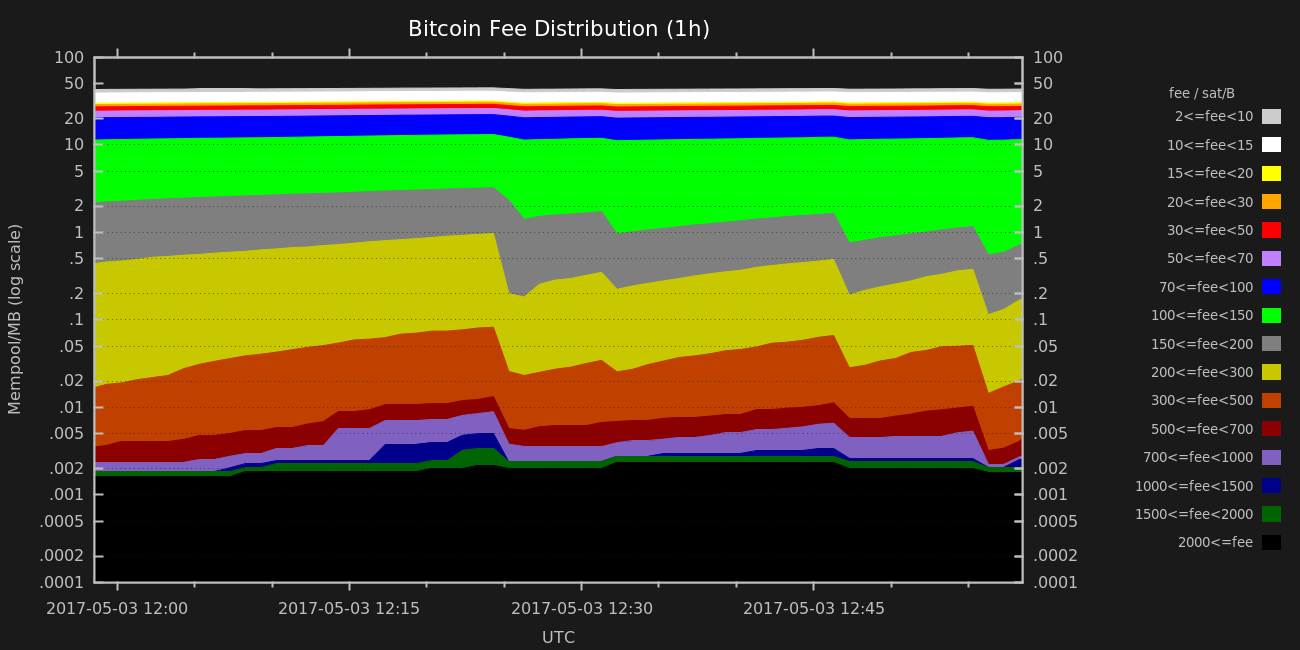 Bitcoin Fee Distribution (1h)
Mempool/MB (log scale)
100
50
20
10
5
2
1
.5
.2
.1
.05
.02
.01
.005
.002
.001
.0005
.0002
.0001
100
50
20
10
5
2
1
.5
.2
.1
.05
.02
.01
.005
.002
.001
.0005
.0002
.0001
2017-05-03 12:00
2017-05-03 12:15
2017-05-03 12:30
2017-05-03 12:45
UTC
fee / sat/B
2<=fee<10
10<=fee<15
15<=fee<20
20<=fee<30
30<=fee<50
50<=fee<70
70<=fee<100
100<=fee<150
150<=fee<200
200<=fee<300
300<=fee<500
500<=fee<700
700<=fee<1000
1000<=fee<1500
1500<=fee<2000
2000<=fee